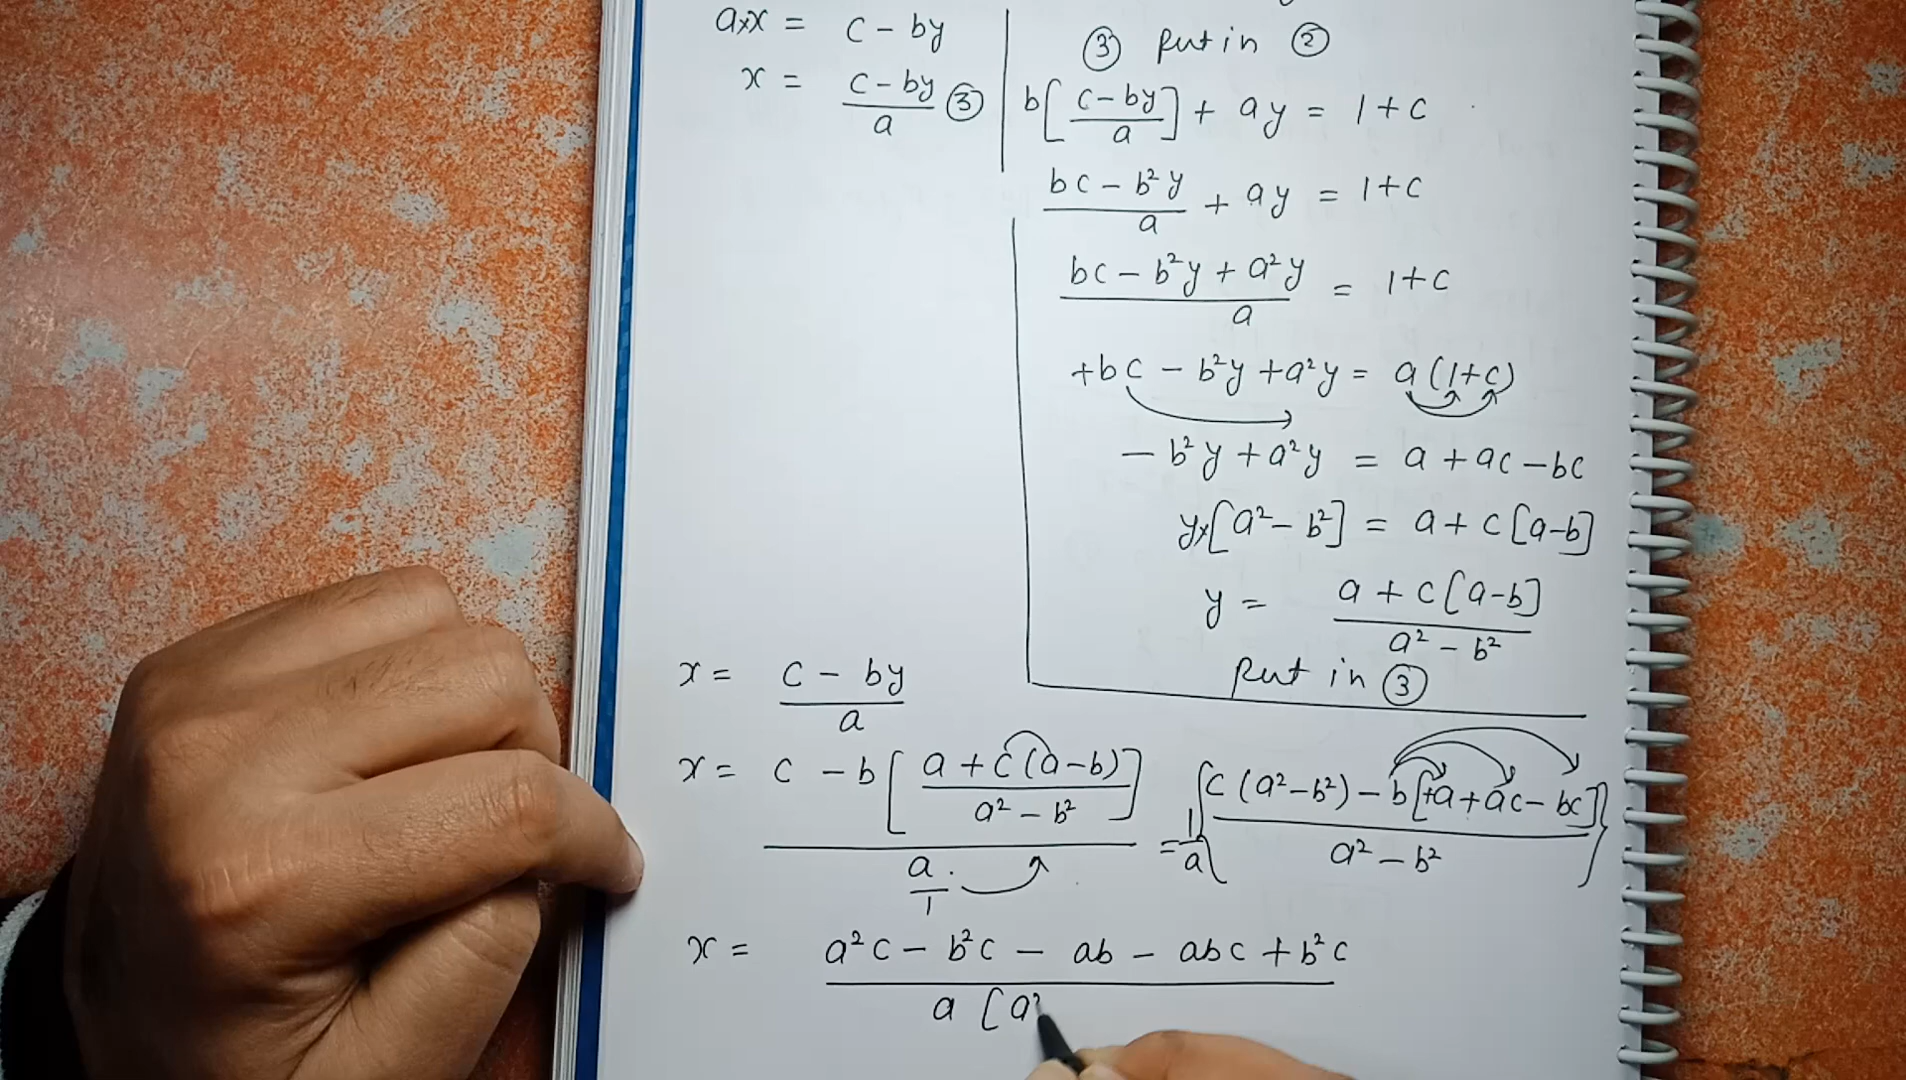 a×x = c - by
x = (c - by)/a ③
③ Put in ②
b[(c - by)/a] + ay = 1 + c
(bc - b²y)/a + ay = 1 + c
(bc - b²y + a²y)/a = 1 + c
+bc - b²y + a²y = a(1+c)
- b²y + a²y = a + ac - bc
y×[a² - b²] = a + c[a-b]
y = (a + c[a-b])/(a² - b²)
Put in ③
x = (c - by)/a
x = (c - b[(a + c(a-b))/(a² - b²)])/(a/1) = 1/a {(c(a²-b²) - b[+a + ac - bc])/(a² - b²)}
x = (a²c - b²c - ab - abc + b²c)/(a[a²